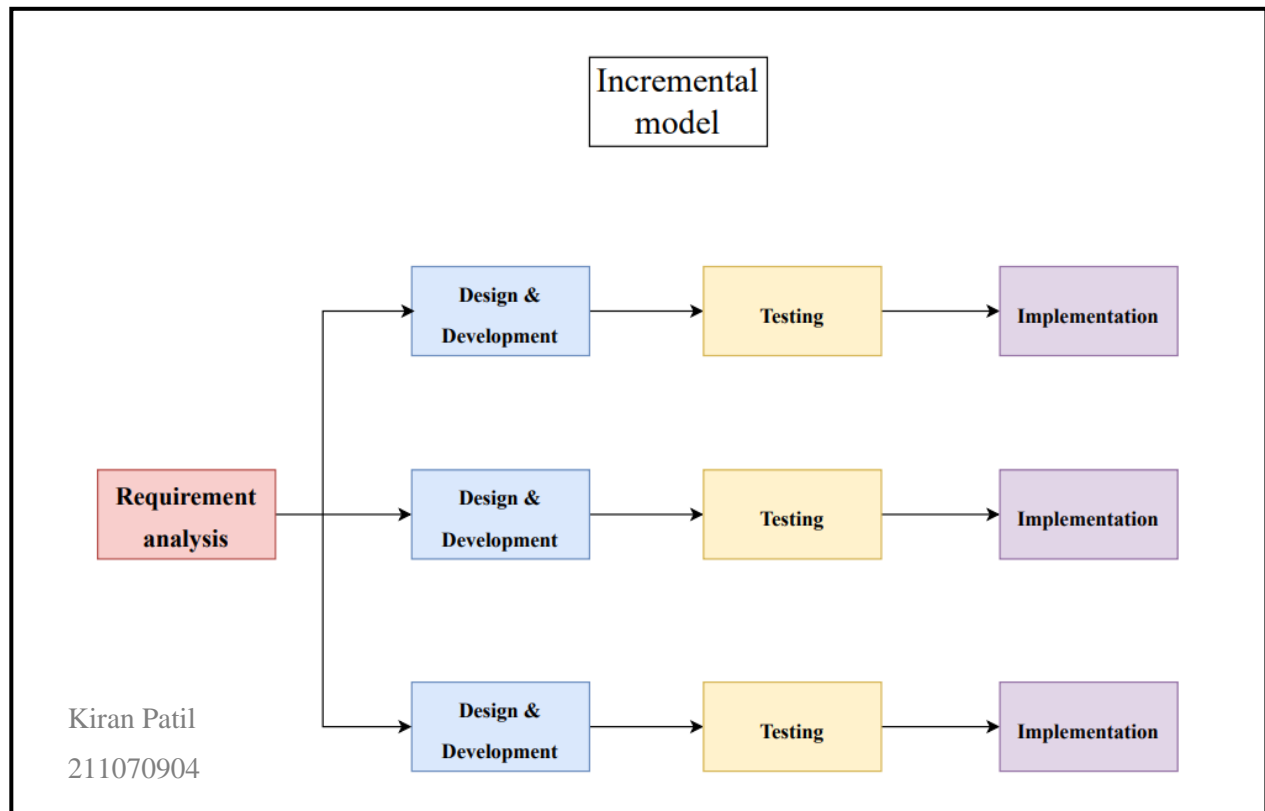 Incremental
model
Design &
Development
Testing
Implementation
Requirement
analysis
Design &
Development
Testing
Implementation
Design &
Development
Testing
Implementation
Kiran Patil
211070904